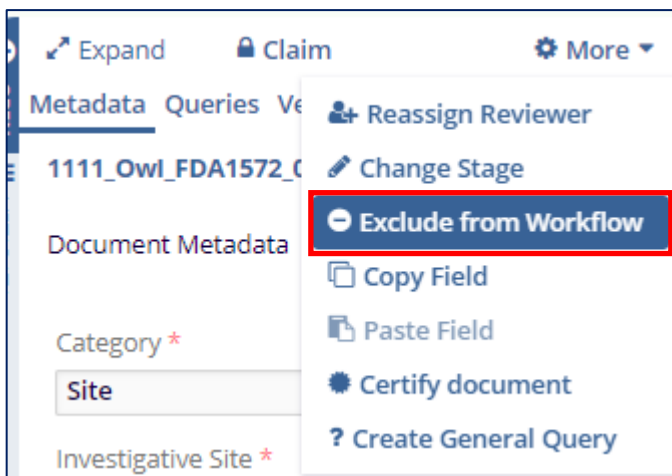 Expand Claim More
Metadata Queries
Reassign Reviewer
1111_Owl_FDA1572_
Change Stage
Exclude from Workflow
Document Metadata
Copy Field
Paste Field
Category *
Site
Certify document
? Create General Query
Investigative Site *